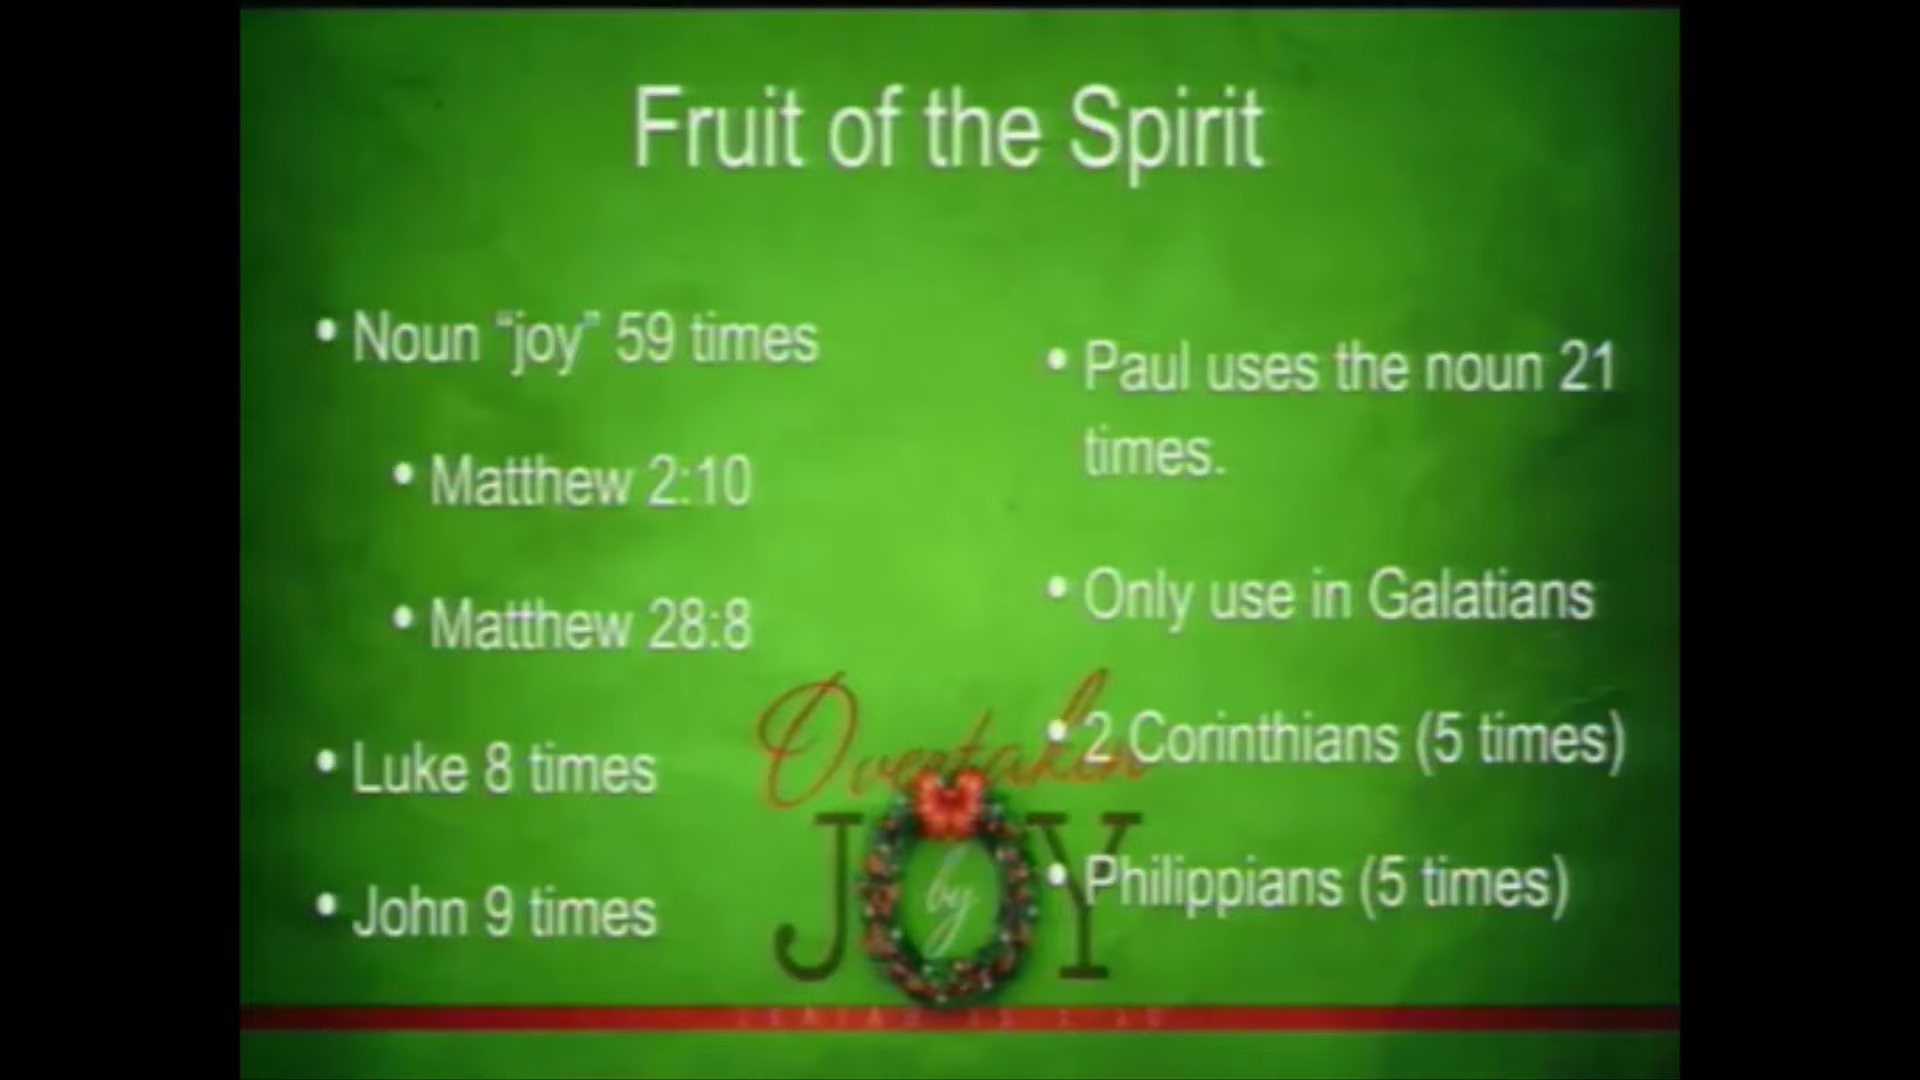 Fruit of the Spirit
• Noun “joy” 59 times
• Matthew 2:10
• Matthew 28:8
• Luke 8 times
• John 9 times
• Paul uses the noun 21
times.
• Only use in Galatians
• 2 Corinthians (5 times)
• Philippians (5 times)
Overtaken
by
JOY